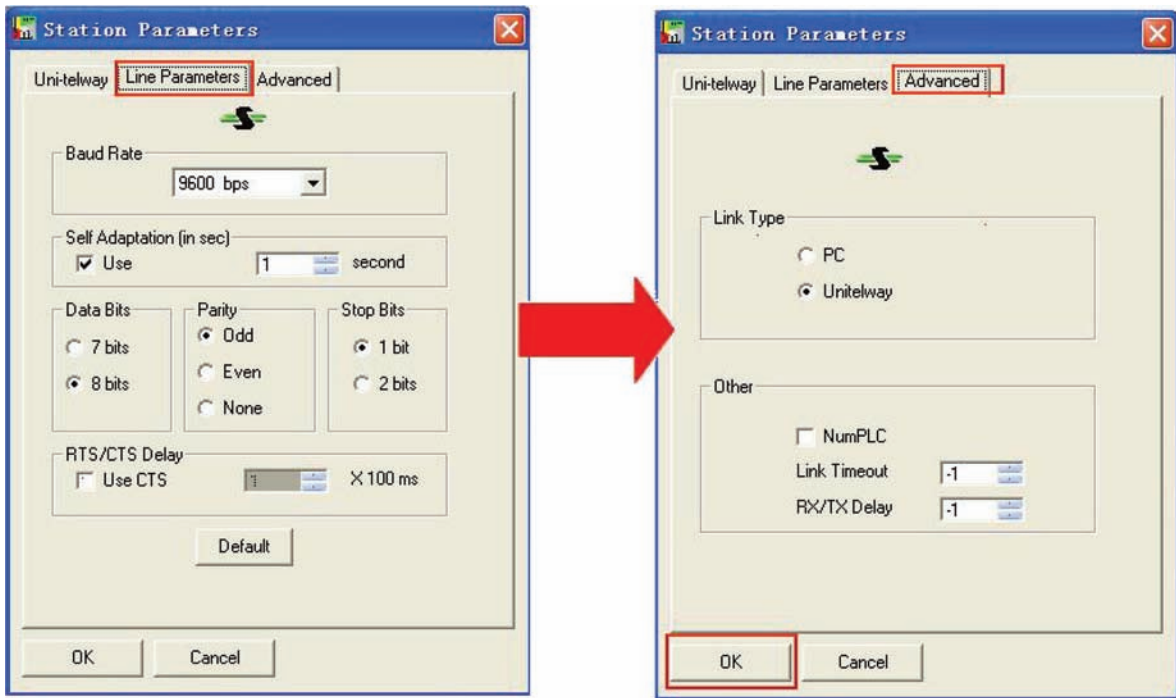 Station Parameters
Uni-telway Line Parameters Advanced
Baud Rate
9600 bps
Self Adaptation (in sec)
Use 1 second
Data Bits
7 bits
8 bits
Parity
Odd
Even
None
Stop Bits
1 bit
2 bits
RTS/CTS Delay
Use CTS 1 X 100 ms
Default
OK Cancel
Station Parameters
Uni-telway Line Parameters Advanced
Link Type
PC
Unitelway
Other
NumPLC
Link Timeout -1
RX/TX Delay -1
OK Cancel